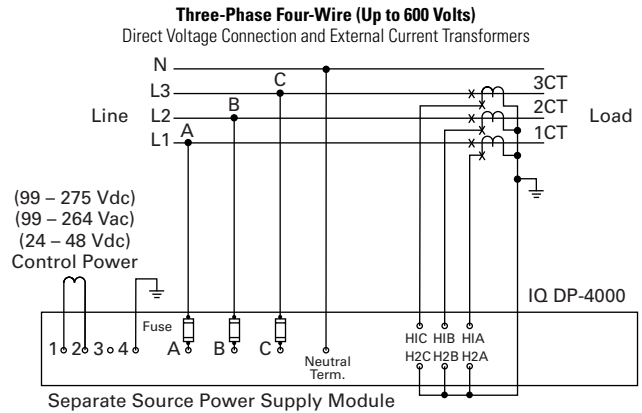 Three-Phase Four-Wire (Up to 600 Volts)
Direct Voltage Connection and External Current Transformers
N
L3 C 3CT
Line L2 B 2CT Load
L1 A 1CT
(99 – 275 Vdc)
(99 – 264 Vac)
(24 – 48 Vdc)
Control Power
IQ DP-4000
Fuse
HIC HIB HIA
1 2 3 4 A B C
H2C H2B H2A
Neutral
Term.
Separate Source Power Supply Module